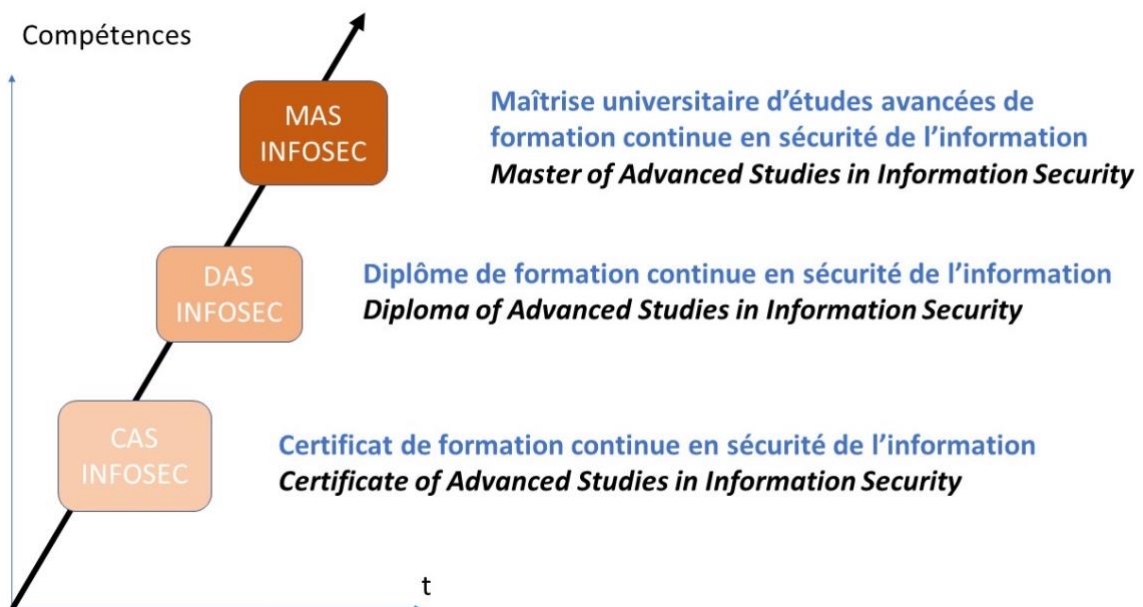 Compétences
MAS
INFOSEC
Maîtrise universitaire d’études avancées de
formation continue en sécurité de l’information
Master of Advanced Studies in Information Security
DAS
INFOSEC
Diplôme de formation continue en sécurité de l’information
Diploma of Advanced Studies in Information Security
CAS
INFOSEC
Certificat de formation continue en sécurité de l’information
Certificate of Advanced Studies in Information Security
t